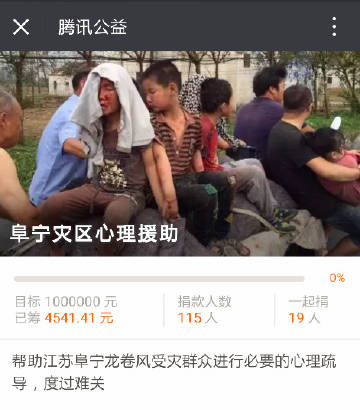 腾讯公益
阜宁灾区心理援助
0%
目标 1000000 元
已筹 4541.41 元
捐款人数
115 人
一起捐
19 人
帮助江苏阜宁龙卷风受灾群众进行必要的心理疏
导，度过难关